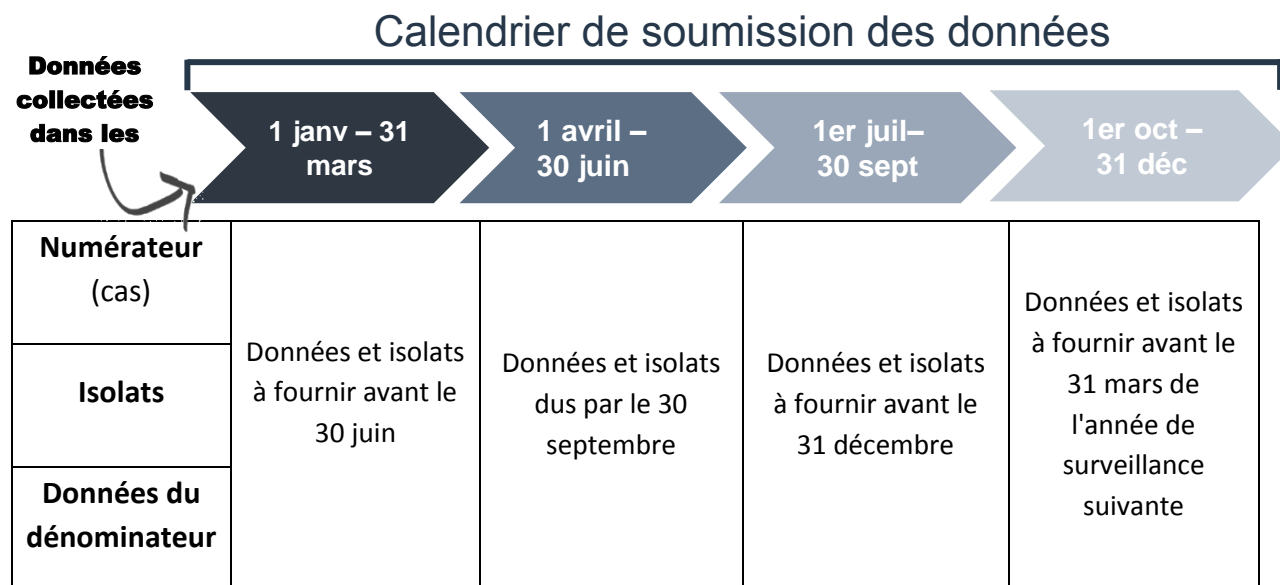 Calendrier de soumission des données
Données
collectées
dans les
1 janv – 31
mars
1 avril –
30 juin
1er juil–
30 sept
1er oct –
31 déc
Numérateur
(cas)
Isolats
Données du
dénominateur
Données et isolats
à fournir avant le
30 juin
Données et isolats
dus par le 30
septembre
Données et isolats
à fournir avant le
31 décembre
Données et isolats
à fournir avant le
31 mars de
l'année de
surveillance
suivante